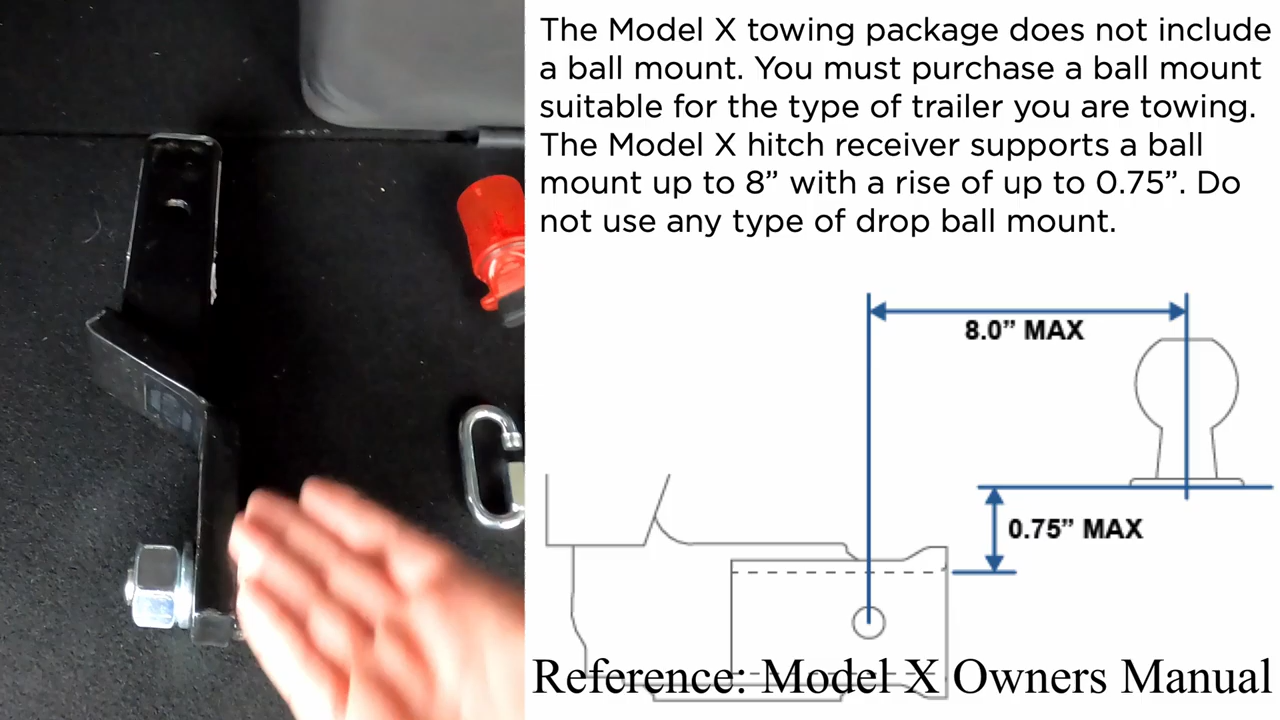 The Model X towing package does not include
a ball mount. You must purchase a ball mount
suitable for the type of trailer you are towing.
The Model X hitch receiver supports a ball
mount up to 8” with a rise of up to 0.75”. Do
not use any type of drop ball mount.
8.0” MAX
0.75” MAX
Reference: Model X Owners Manual